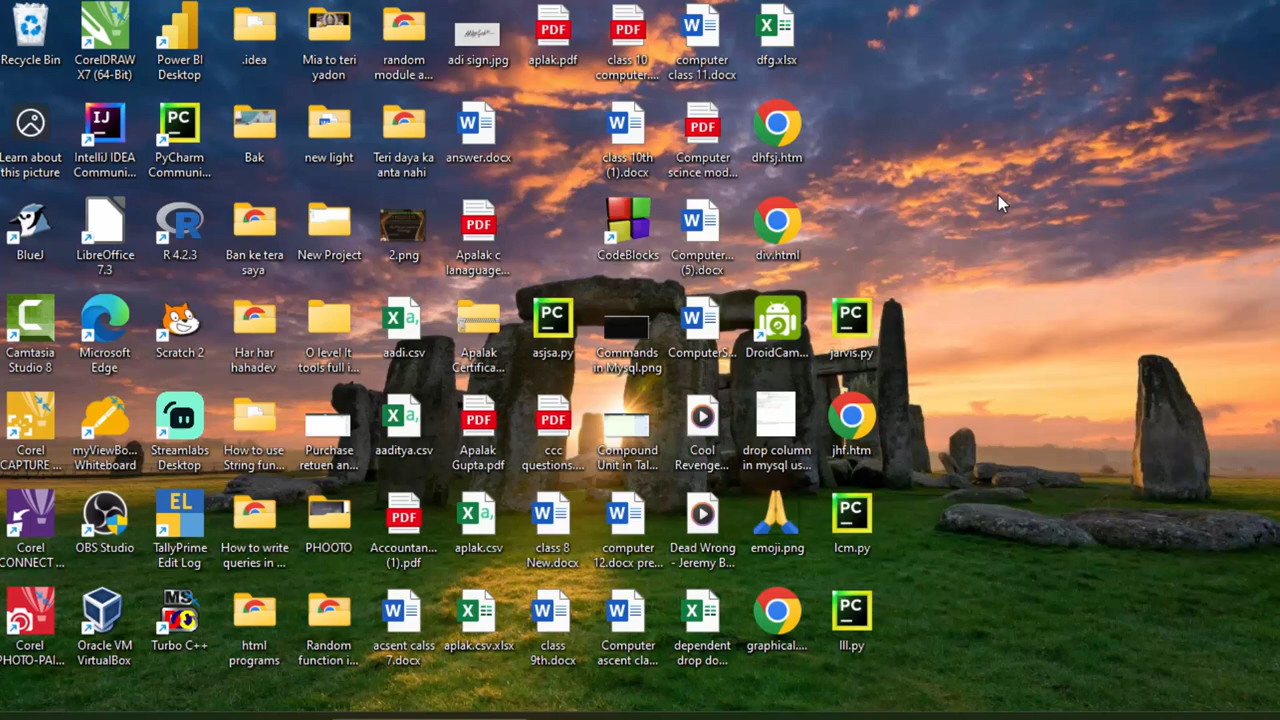 Recycle Bin
CorelDRAW
X7 (64-Bit)
Power BI
Desktop
.idea
Mia to teri
yadon
random
module a...
adi sign.jpg
aplak.pdf
class 10
computer....
computer
class 11.docx
dfg.xlsx
Learn about
this picture
IntelliJ IDEA
Communi...
PyCharm
Communi...
Bak
new light
Teri daya ka
anta nahi
answer.docx
class 10th
(1).docx
Computer
scince mod...
dhfsj.htm
BlueJ
LibreOffice
7.3
R 4.2.3
Ban ke tera
saya
New Project
2.png
Apalak c
lanaguage...
CodeBlocks
Computer...
(5).docx
div.html
Camtasia
Studio 8
Microsoft
Edge
Scratch 2
Har har
hahadev
O level It
tools full i...
aadi.csv
Apalak
Certifica...
asjsa.py
Commands
in Mysql.png
ComputerS...
DroidCam...
jarvis.py
Corel
CAPTURE ...
myViewBo...
Whiteboard
Streamlabs
Desktop
How to use
String fun...
Purchase
retuen an...
aaditya.csv
Apalak
Gupta.pdf
ccc
questions....
Compound
Unit in Tal...
Cool
Revenge...
drop column
in mysql us...
jhf.htm
Corel
CONNECT ...
OBS Studio
TallyPrime
Edit Log
How to write
queries in ...
PHOOTO
Accountan...
(1).pdf
aplak.csv
class 8
New.docx
computer
12.docx pre...
Dead Wrong
- Jeremy B...
emoji.png
lcm.py
Corel
PHOTO-PAI...
Oracle VM
VirtualBox
Turbo C++
html
programs
Random
function i...
acsent calss
7.docx
aplak.csv.xlsx
class
9th.docx
Computer
ascent cla...
dependent
drop do...
graphical....
lll.py